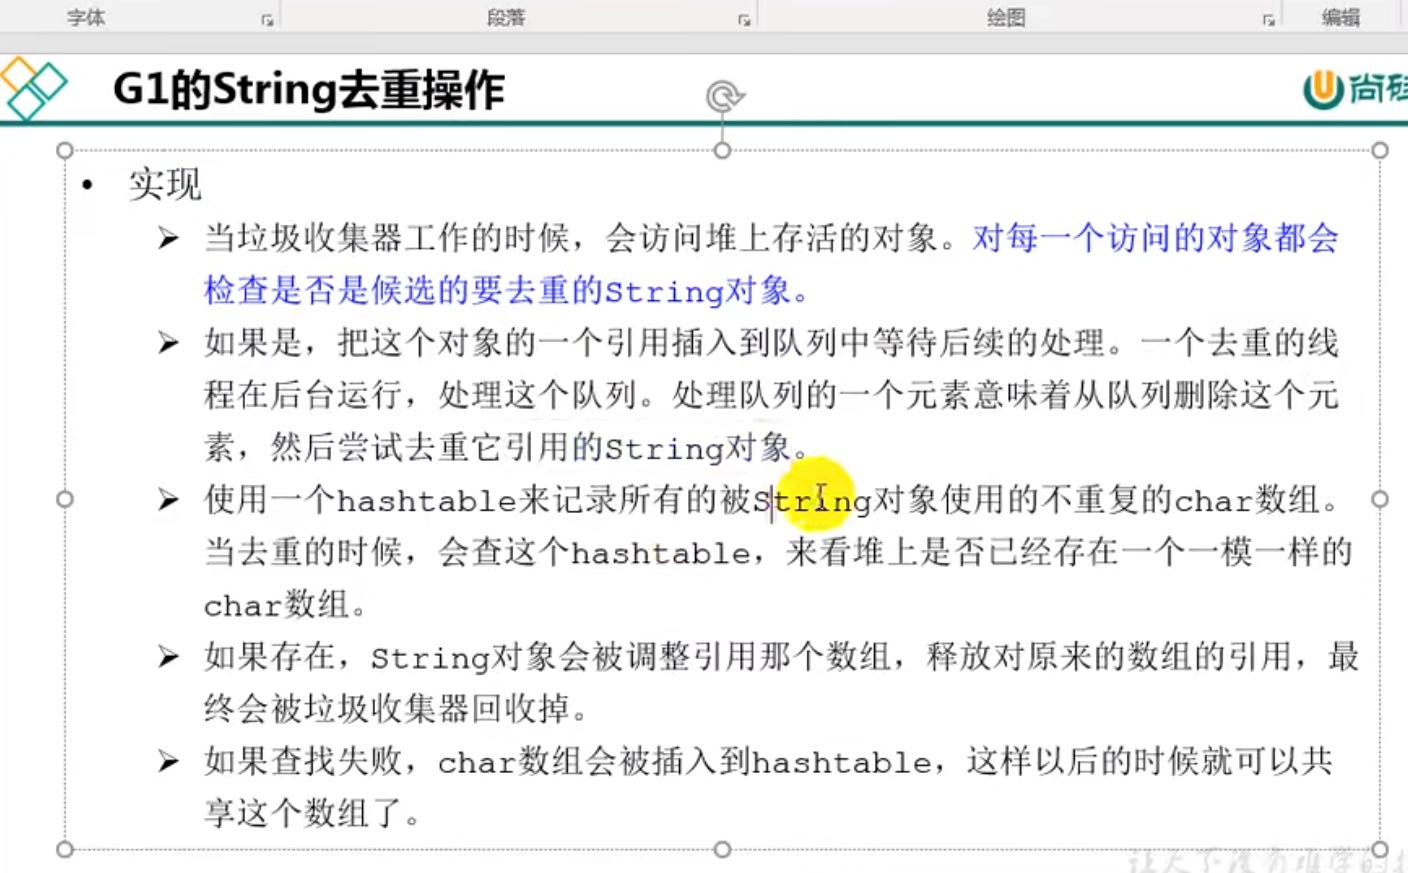 字体 段落 绘图 编辑
G1的String去重操作
尚硅
• 实现
➢ 当垃圾收集器工作的时候，会访问堆上存活的对象。对每一个访问的对象都会
检查是否是候选的要去重的String对象。
➢ 如果是，把这个对象的一个引用插入到队列中等待后续的处理。一个去重的线
程在后台运行，处理这个队列。处理队列的一个元素意味着从队列删除这个元
素，然后尝试去重它引用的String对象。
➢ 使用一个hashtable来记录所有的被String对象使用的不重复的char数组。
当去重的时候，会查这个hashtable，来看堆上是否已经存在一个一模一样的
char数组。
➢ 如果存在，String对象会被调整引用那个数组，释放对原来的数组的引用，最
终会被垃圾收集器回收掉。
➢ 如果查找失败，char数组会被插入到hashtable，这样以后的时候就可以共
享这个数组了。
让天下没有难学的技